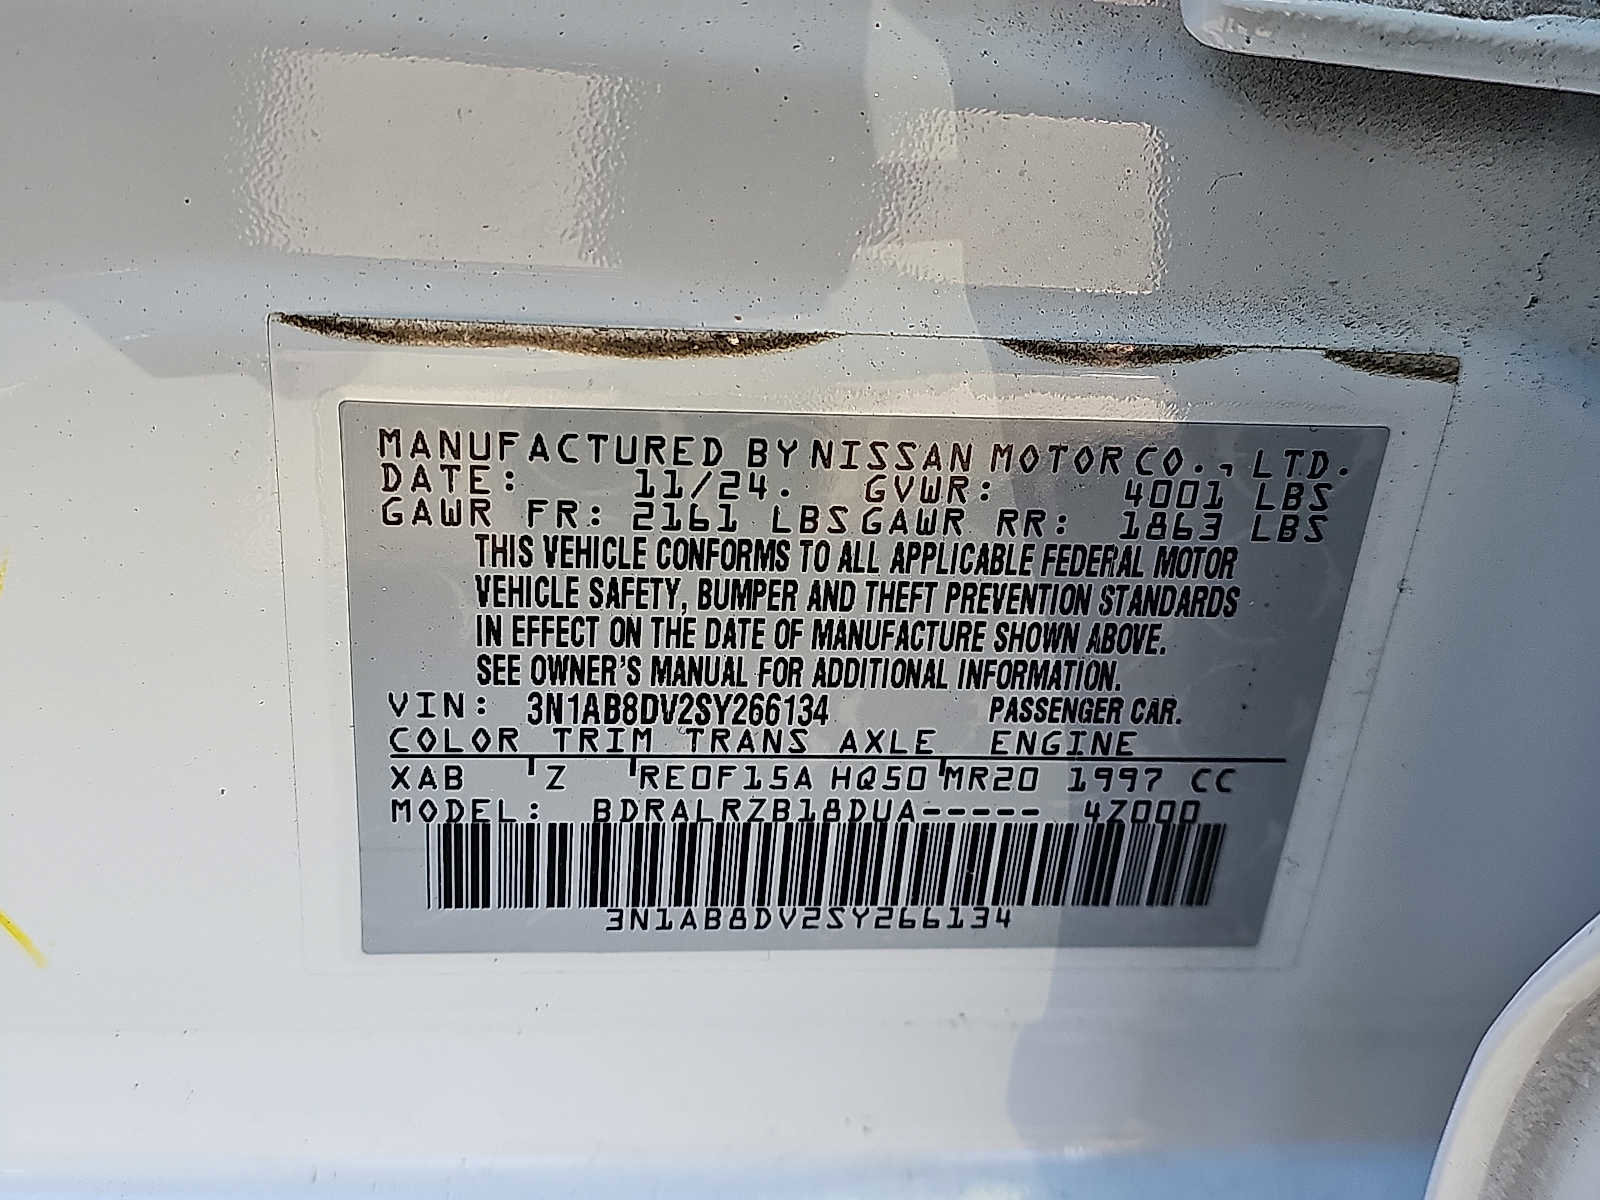 MANUFACTURED BY NISSAN MOTOR CO., LTD.
DATE: 11/24. GVWR: 4001 LBS
GAWR FR: 2161 LBS GAWR RR: 1863 LBS
THIS VEHICLE CONFORMS TO ALL APPLICABLE FEDERAL MOTOR
VEHICLE SAFETY, BUMPER AND THEFT PREVENTION STANDARDS
IN EFFECT ON THE DATE OF MANUFACTURE SHOWN ABOVE.
SEE OWNER'S MANUAL FOR ADDITIONAL INFORMATION.
VIN: 3N1AB8DV2SY266134 PASSENGER CAR.
COLOR TRIM TRANS AXLE ENGINE
XAB Z RE0F15A HQ50 MR20 1997 CC
MODEL: BDRALRZB18DUA----- 4Z000
3N1AB8DV2SY266134